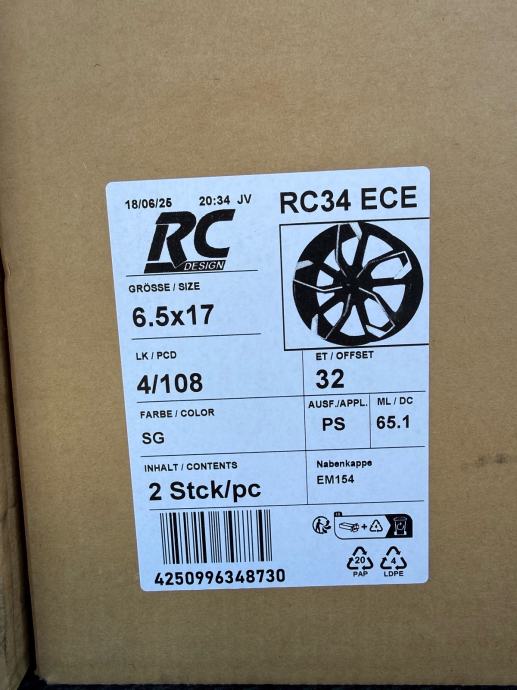 18/06/25 20:34 JV
RC34 ECE
RC
DESIGN
GRÖSSE / SIZE
6.5x17
LK / PCD
4/108
ET / OFFSET
32
FARBE / COLOR
SG
AUSF./APPL.
PS
ML / DC
65.1
INHALT / CONTENTS
2 Stck/pc
Nabenkappe
EM154
4250996348730
20
PAP
4
LDPE